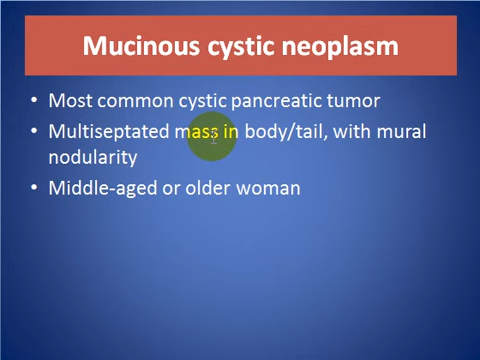 Mucinous cystic neoplasm
• Most common cystic pancreatic tumor
• Multiseptated mass in body/tail, with mural
nodularity
• Middle-aged or older woman